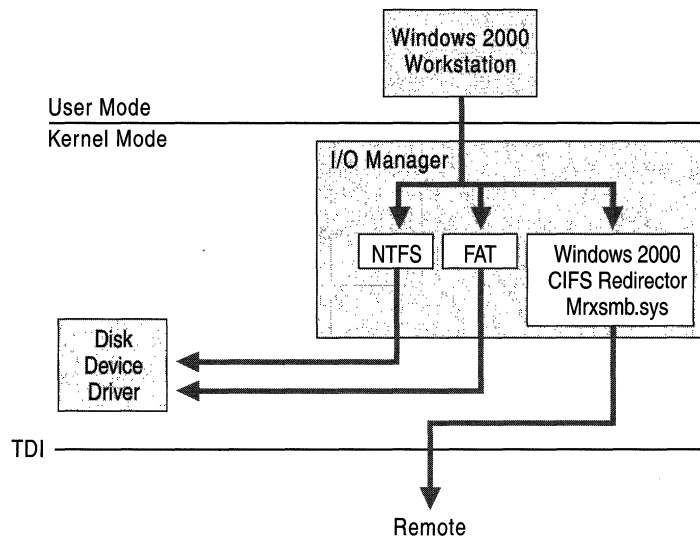 Windows 2000
Workstation
User Mode
Kernel Mode
I/O Manager
NTFS
FAT
Windows 2000
CIFS Redirector
Mrxsmb.sys
Disk
Device
Driver
TDI
Remote